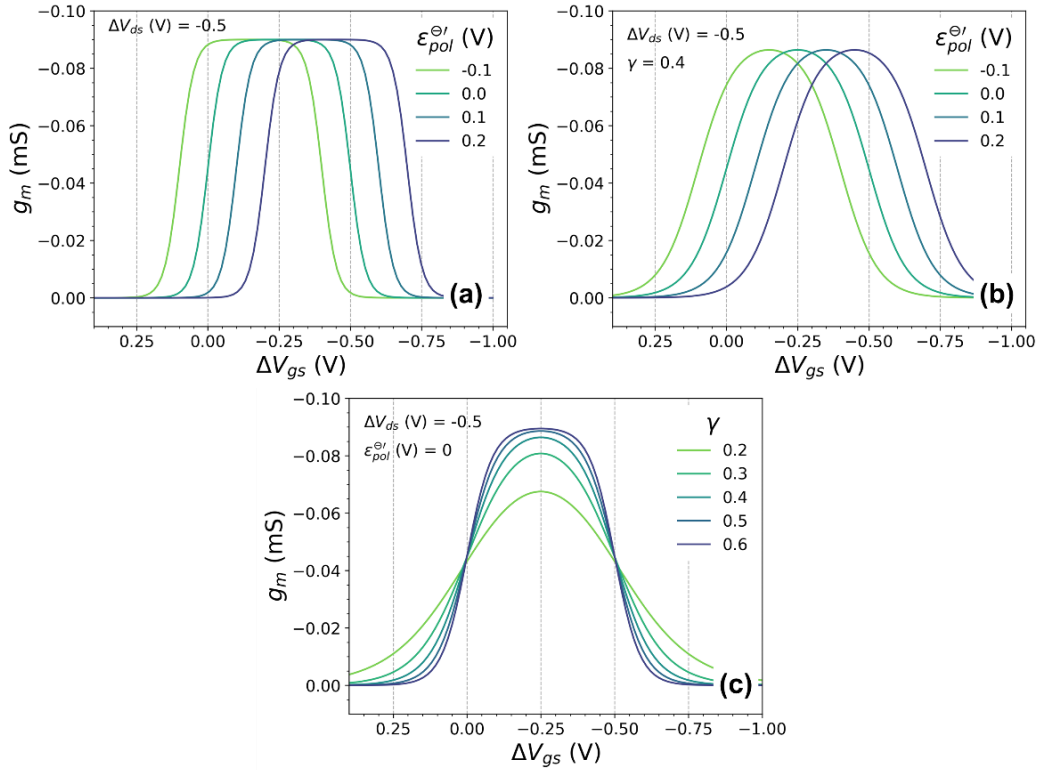 ΔV_ds (V) = -0.5
ε_pol^⊖′ (V)
-0.1
0.0
0.1
0.2
−0.10
−0.08
−0.06
−0.04
−0.02
0.00
g_m (mS)
0.25 0.00 −0.25 −0.50 −0.75 −1.00
ΔV_gs (V)
(a)
ΔV_ds (V) = -0.5
γ = 0.4
ε_pol^⊖′ (V)
-0.1
0.0
0.1
0.2
−0.10
−0.08
−0.06
−0.04
−0.02
0.00
g_m (mS)
0.25 0.00 −0.25 −0.50 −0.75 −1.00
ΔV_gs (V)
(b)
ΔV_ds (V) = -0.5
ε_pol^⊖′ (V) = 0
γ
0.2
0.3
0.4
0.5
0.6
−0.10
−0.08
−0.06
−0.04
−0.02
0.00
g_m (mS)
0.25 0.00 −0.25 −0.50 −0.75 −1.00
ΔV_gs (V)
(c)